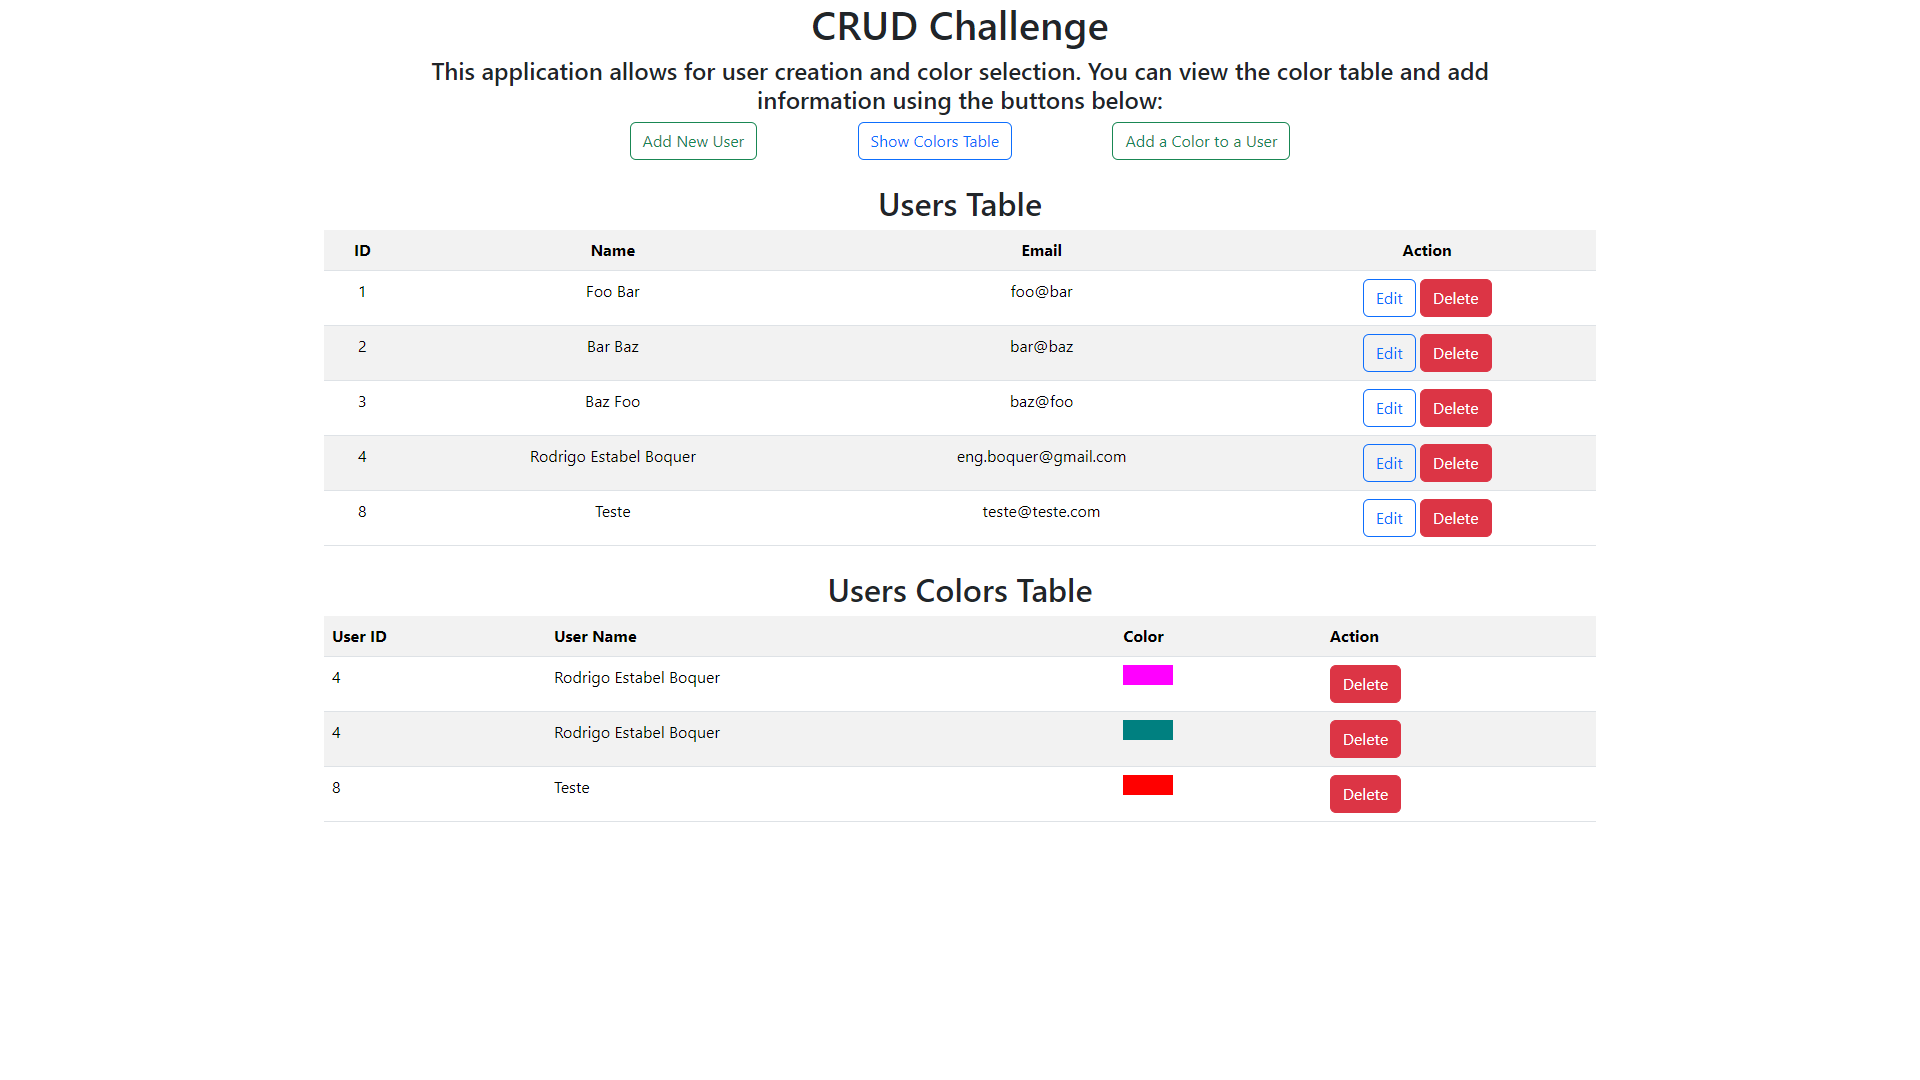 CRUD Challenge
This application allows for user creation and color selection. You can view the color table and add
information using the buttons below:
Add New User Show Colors Table Add a Color to a User
Users Table
ID Name Email Action
1 Foo Bar foo@bar Edit Delete
2 Bar Baz bar@baz Edit Delete
3 Baz Foo baz@foo Edit Delete
4 Rodrigo Estabel Boquer eng.boquer@gmail.com Edit Delete
8 Teste teste@teste.com Edit Delete
Users Colors Table
User ID User Name Color Action
4 Rodrigo Estabel Boquer Delete
4 Rodrigo Estabel Boquer Delete
8 Teste Delete